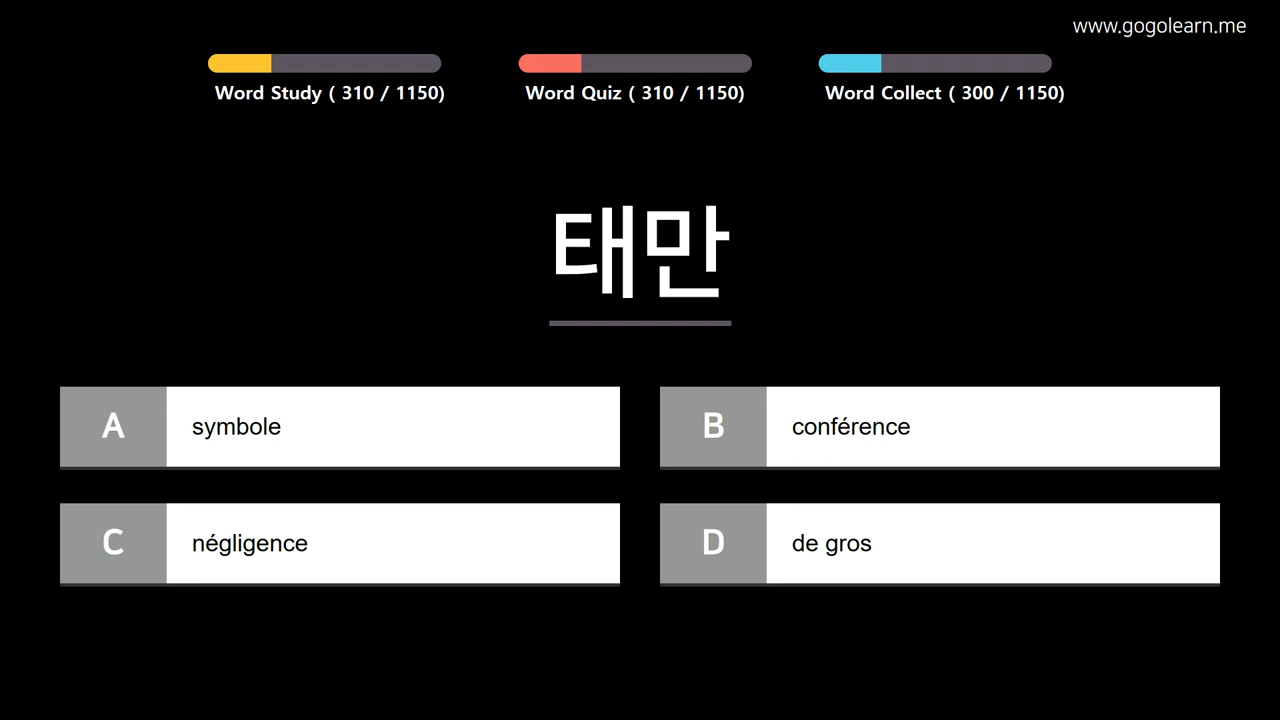 www.gogolearn.me
Word Study ( 310 / 1150)
Word Quiz ( 310 / 1150)
Word Collect ( 300 / 1150)
태만
A symbole
B conférence
C négligence
D de gros